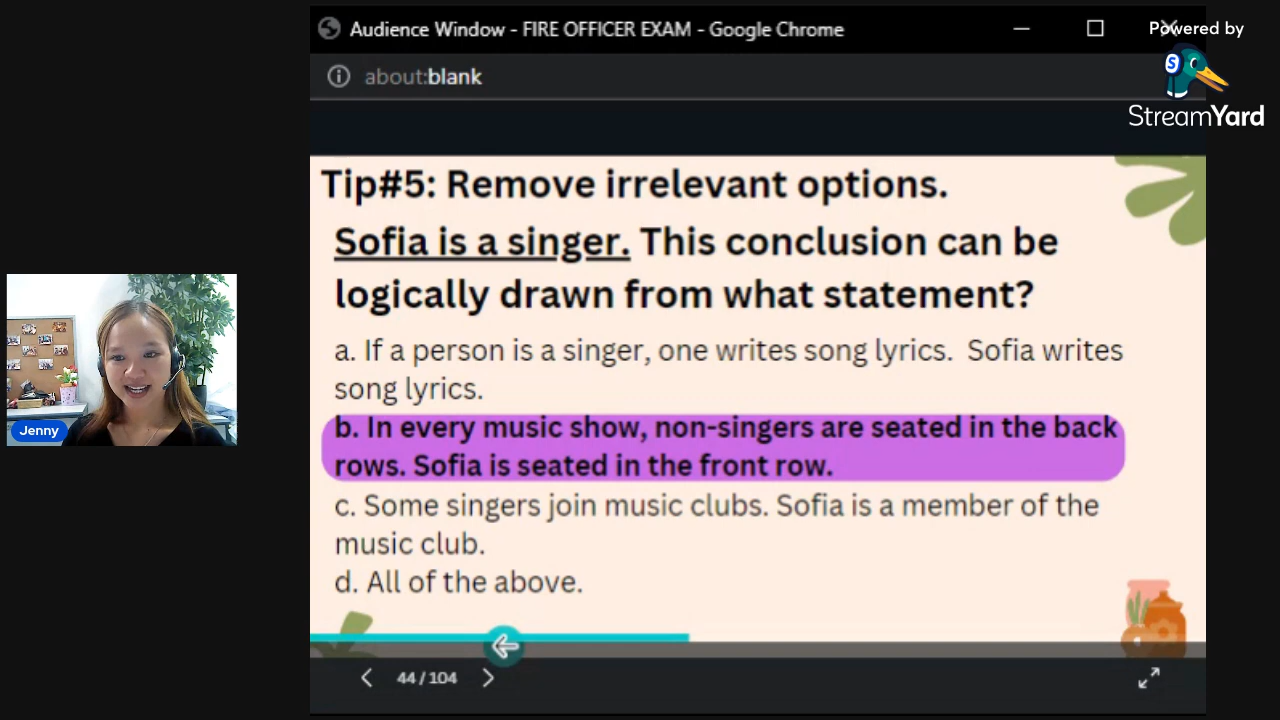 Audience Window - FIRE OFFICER EXAM - Google Chrome
Powered by
about:blank
S
StreamYard
Tip#5: Remove irrelevant options.
Sofia is a singer. This conclusion can be
logically drawn from what statement?
a. If a person is a singer, one writes song lyrics. Sofia writes
song lyrics.
b. In every music show, non-singers are seated in the back
rows. Sofia is seated in the front row.
c. Some singers join music clubs. Sofia is a member of the
music club.
d. All of the above.
Jenny
44 / 104